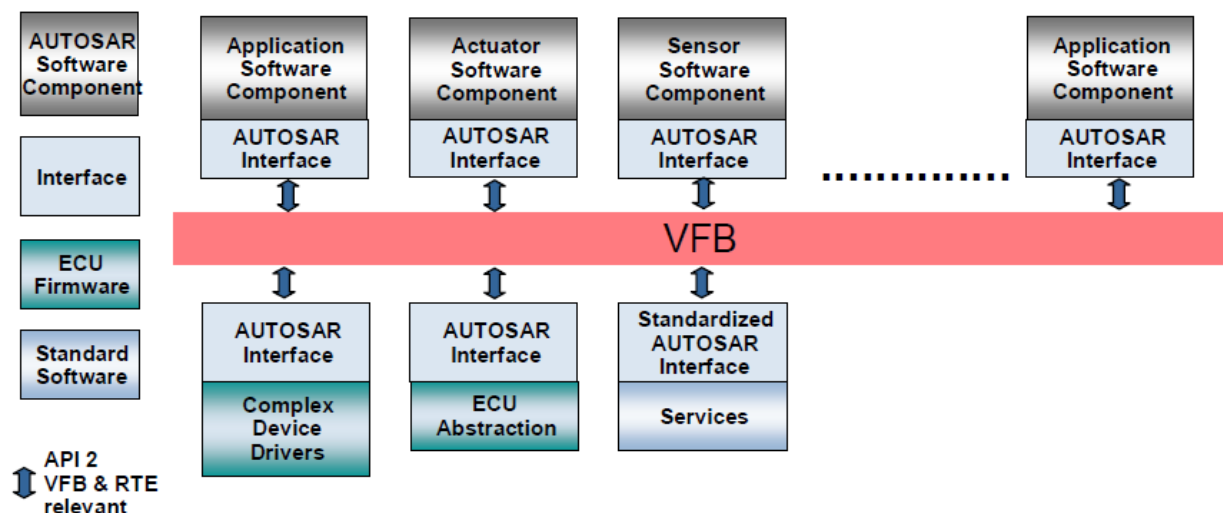 AUTOSAR
Software
Component
Interface
ECU
Firmware
Standard
Software
API 2
VFB & RTE
relevant
Application
Software
Component
AUTOSAR
Interface
Actuator
Software
Component
AUTOSAR
Interface
Sensor
Software
Component
AUTOSAR
Interface
..............
Application
Software
Component
AUTOSAR
Interface
VFB
AUTOSAR
Interface
Complex
Device
Drivers
AUTOSAR
Interface
ECU
Abstraction
Standardized
AUTOSAR
Interface
Services